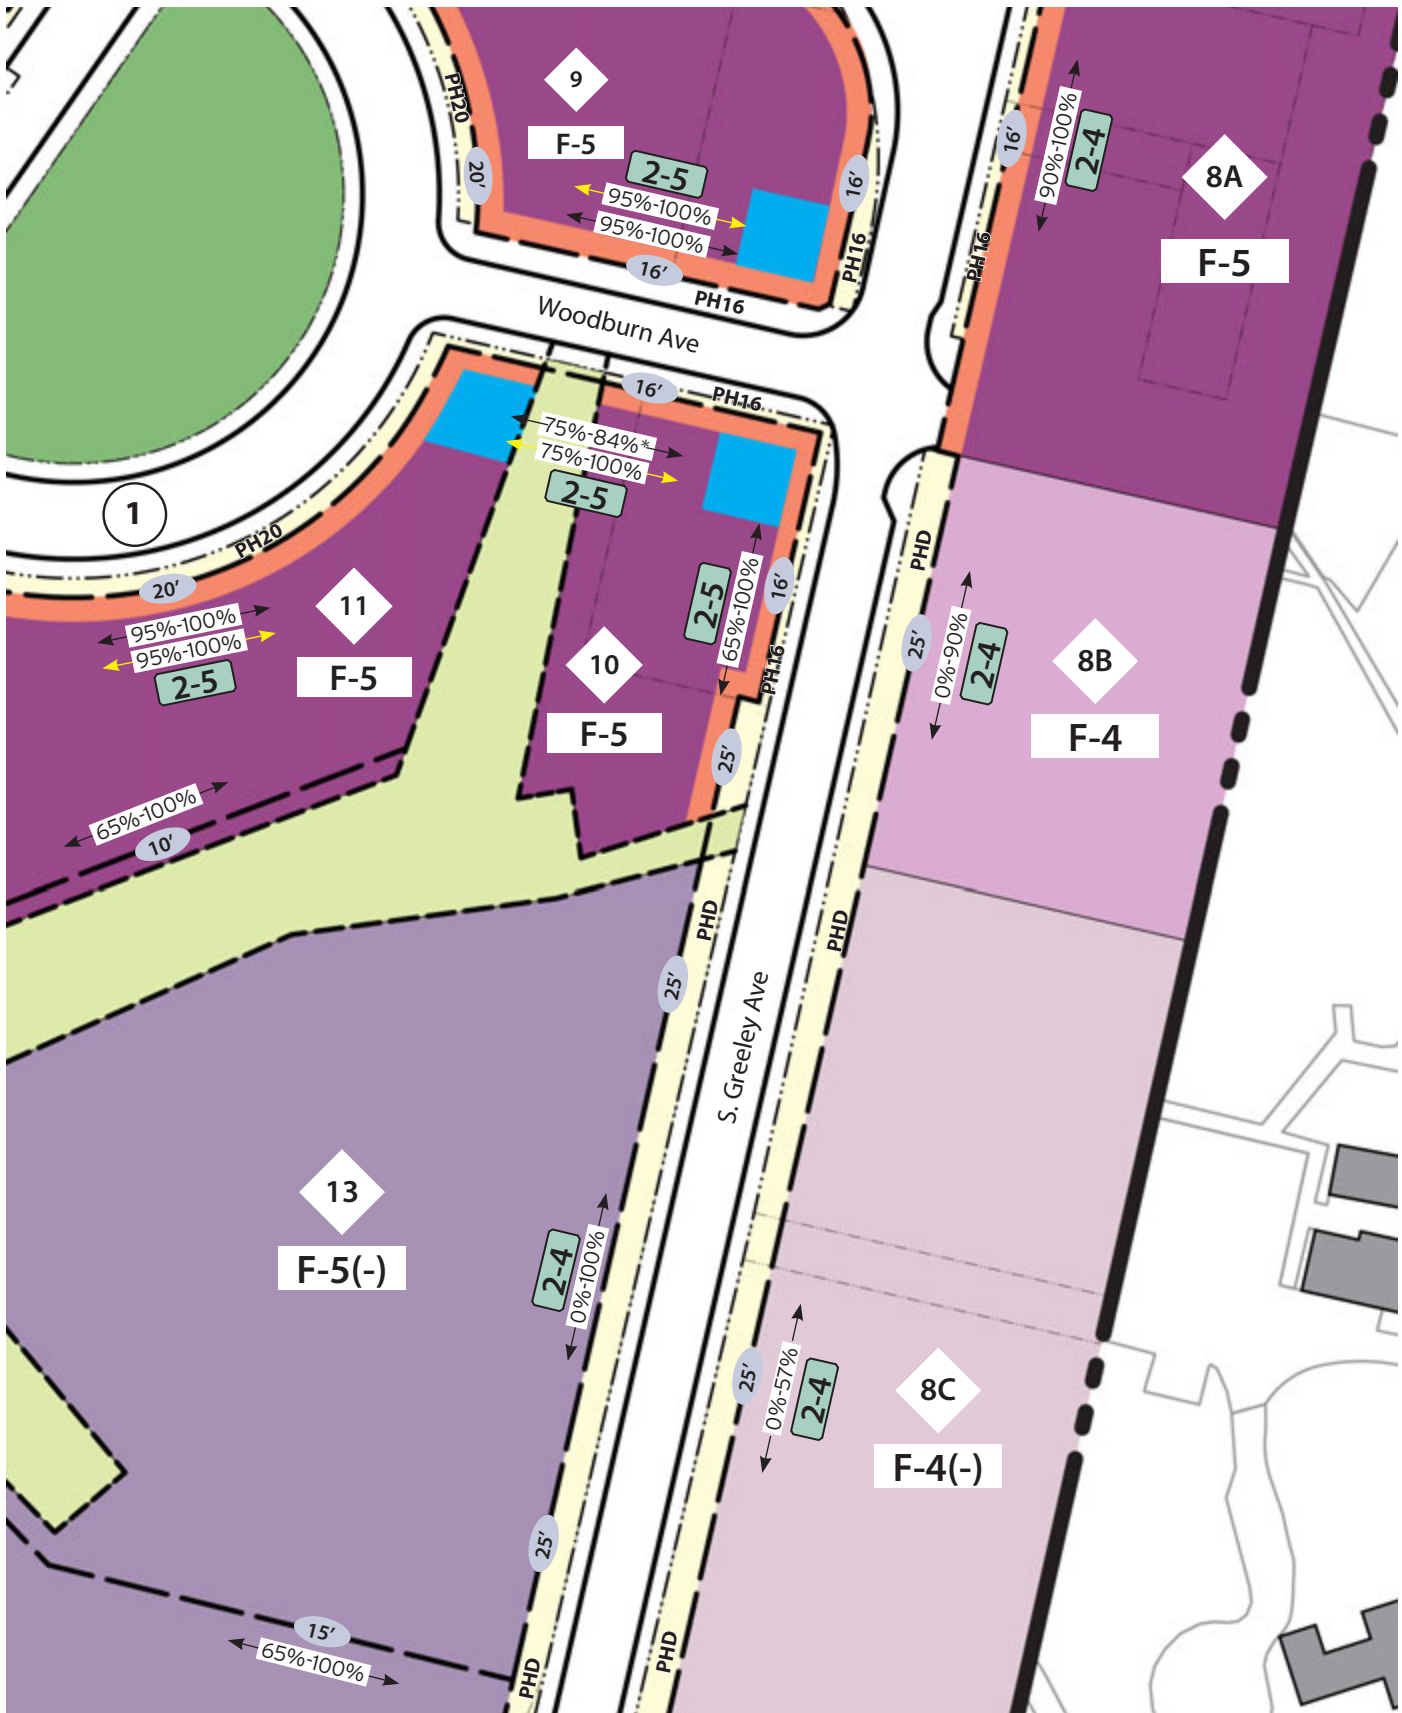 9
F-5
PH20
20'
2-5
95%-100%
95%-100%
16'
PH16
16'
PH16
16'
90%-100%
2-4
8A
F-5
PH16
Woodburn Ave
16'
PH16
75%-84%*
75%-100%
2-5
1
PH20
20'
95%-100%
95%-100%
2-5
11
F-5
65%-100%
10'
10
F-5
2-5
65%-100%
16'
PH16
25'
PHD
25'
0%-90%
2-4
8B
F-4
PHD
25'
PHD
S. Greeley Ave
13
F-5(-)
2-4
0%-100%
25'
0%-57%
2-4
8C
F-4(-)
25'
15'
65%-100%
PHD
PHD